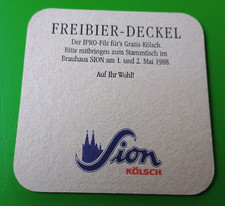 FREIBIER-DECKEL
Der IPRO-Filz für's Gratis-Kölsch.
Bitte mitbringen zum Stammtisch im
Brauhaus SION am 1. und 2. Mai 1988.
Auf Ihr Wohl!
Sion
KÖLSCH